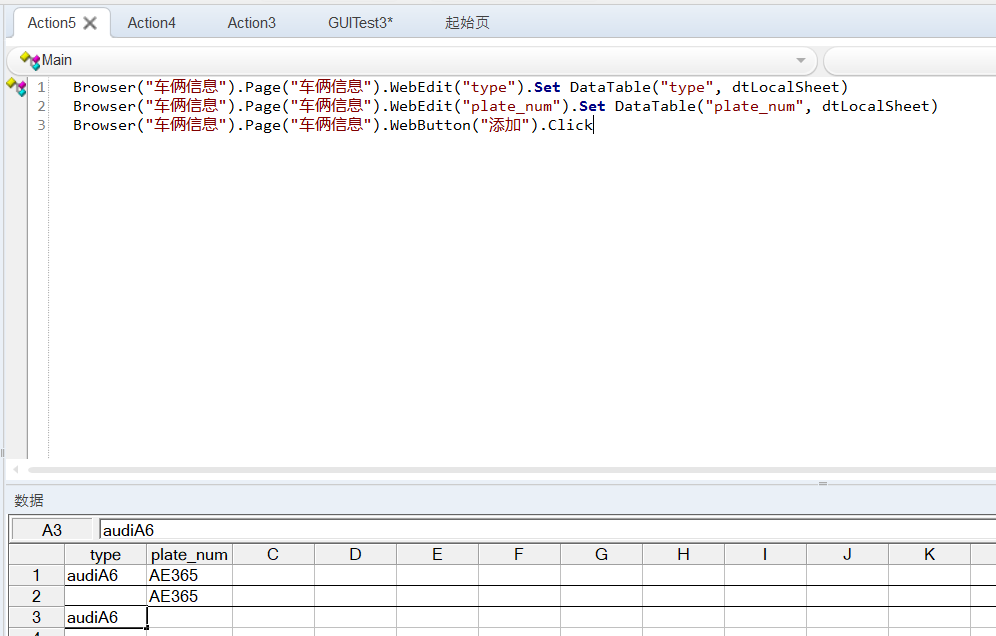 Action5 Action4 Action3 GUITest3* 起始页
Main
1 Browser("车俩信息").Page("车俩信息").WebEdit("type").Set DataTable("type", dtLocalSheet)
2 Browser("车俩信息").Page("车俩信息").WebEdit("plate_num").Set DataTable("plate_num", dtLocalSheet)
3 Browser("车俩信息").Page("车俩信息").WebButton("添加").Click
数据
A3 audiA6
type plate_num C D E F G H I J K
1 audiA6 AE365
2 AE365
3 audiA6